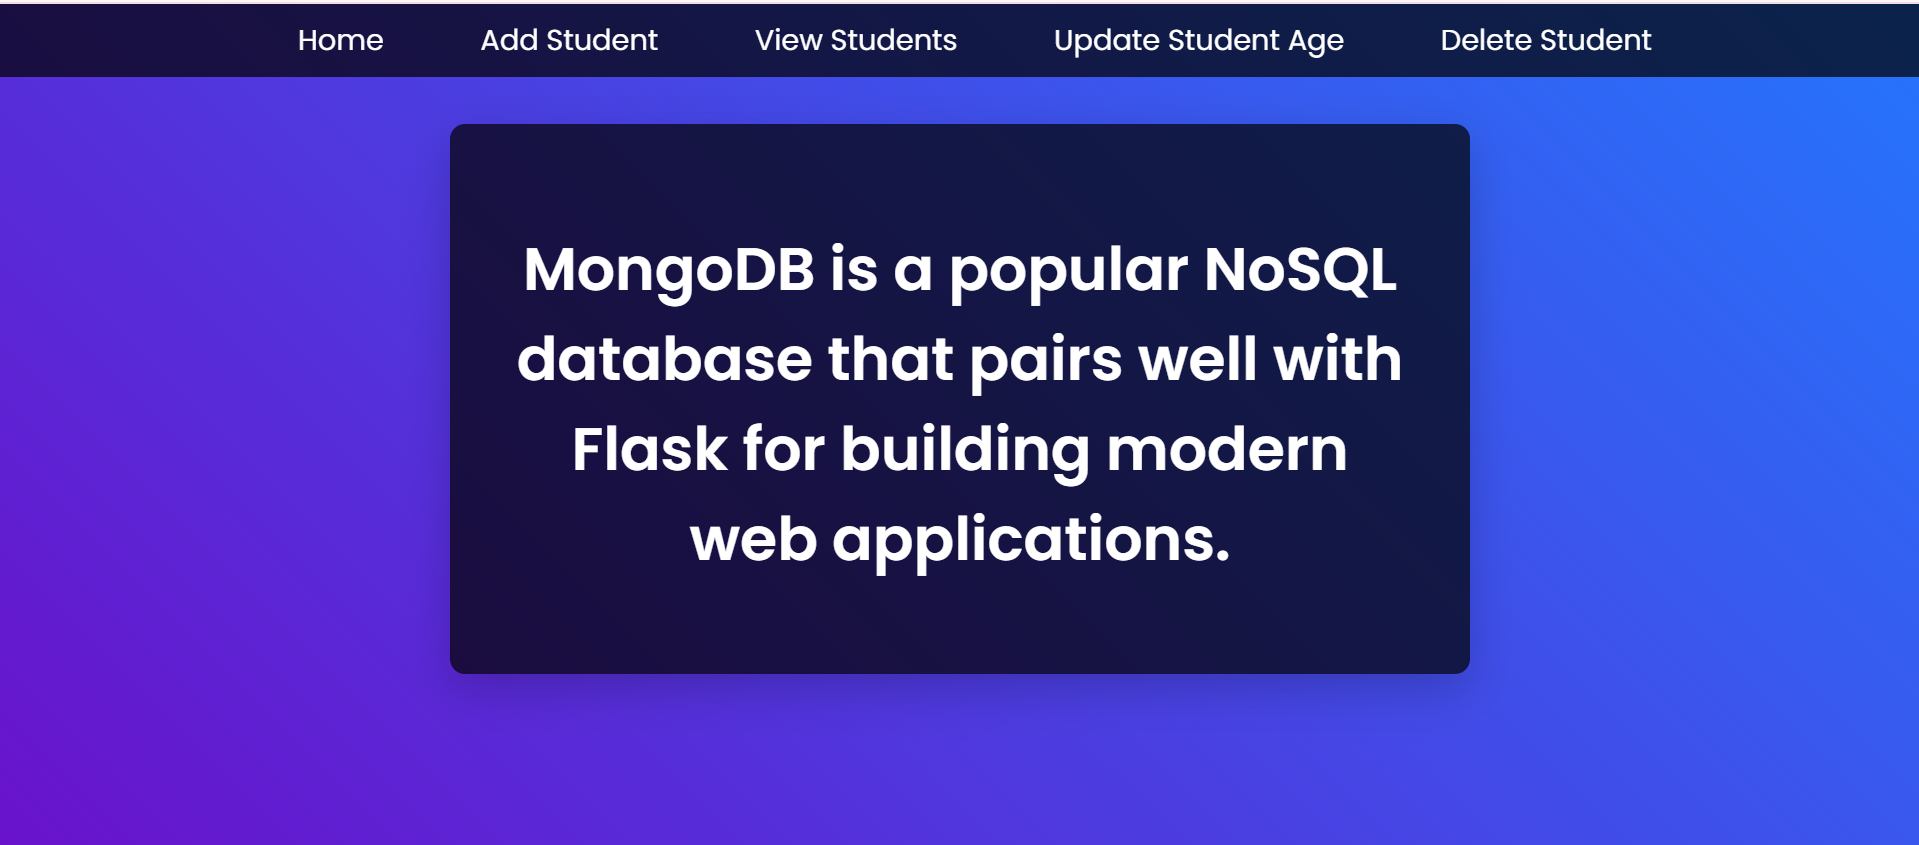 Home Add Student View Students Update Student Age Delete Student
MongoDB is a popular NoSQL
database that pairs well with
Flask for building modern
web applications.